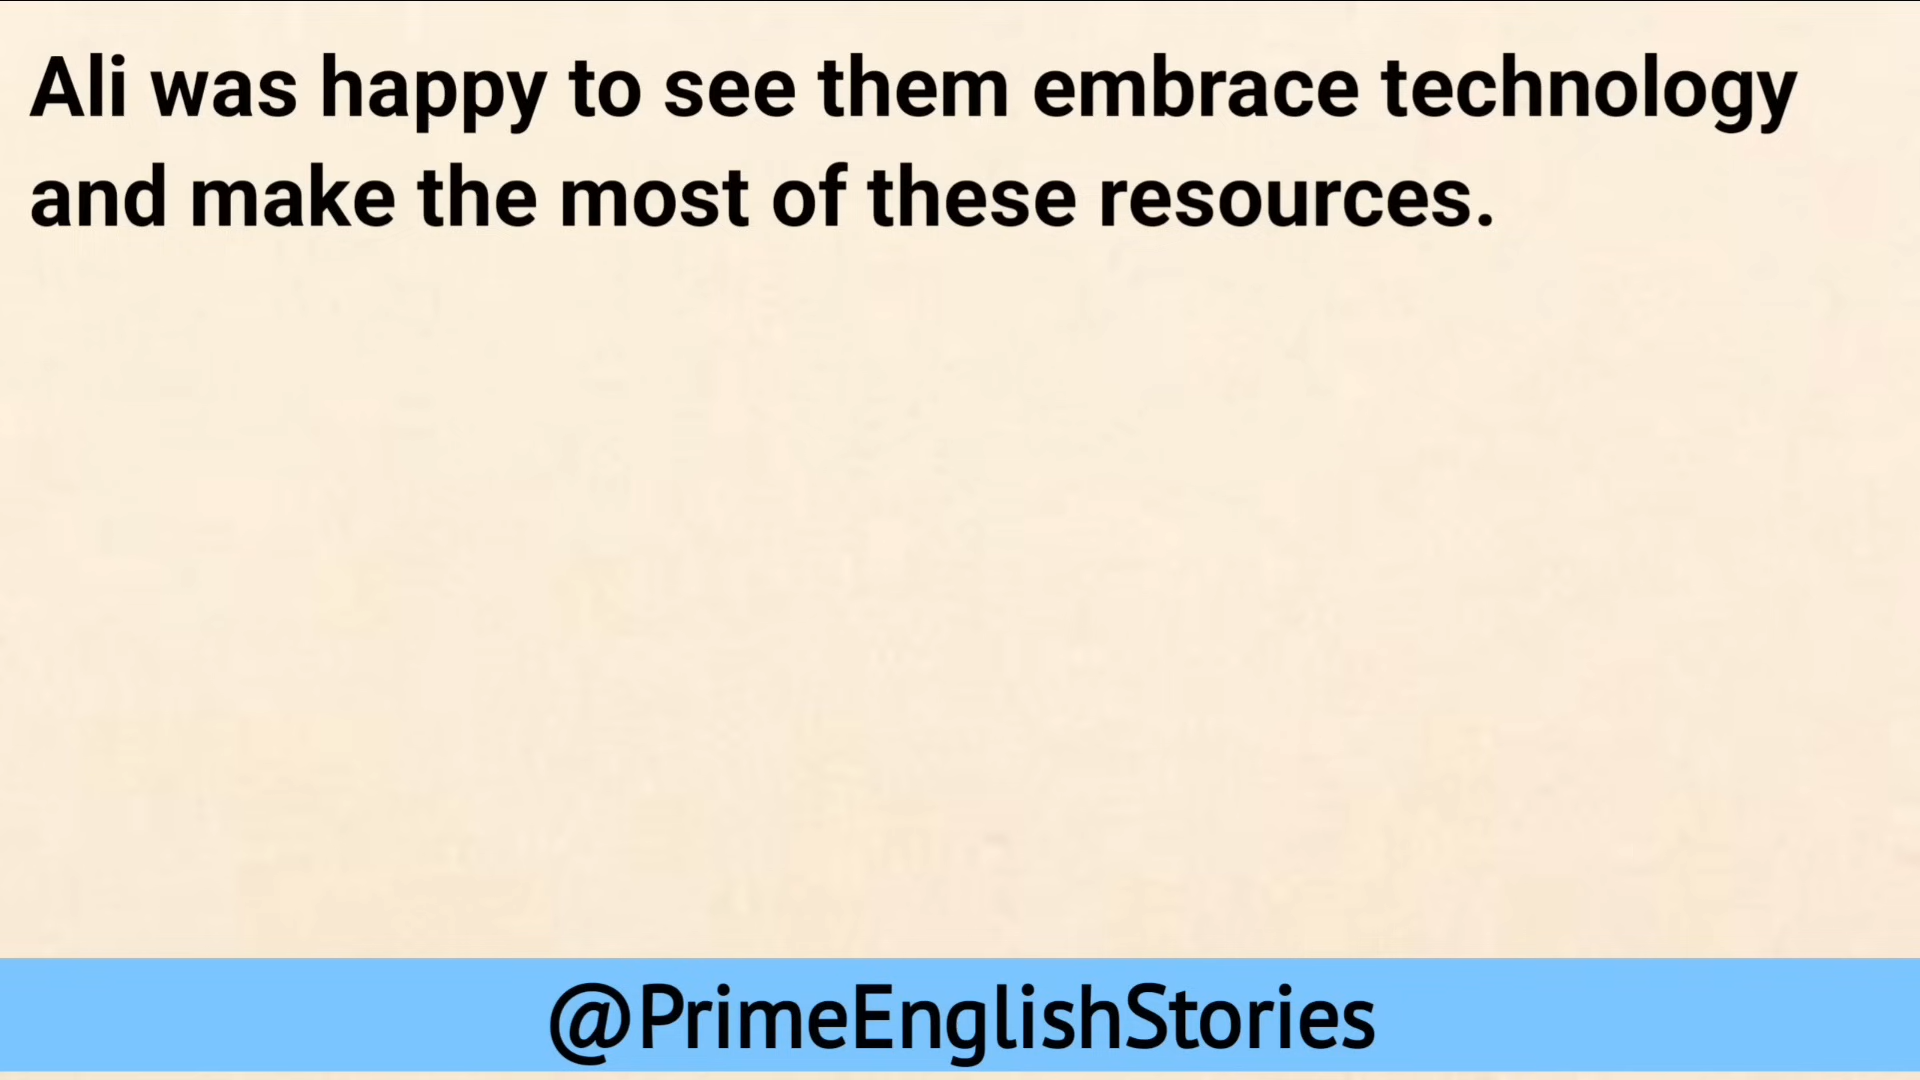 Ali was happy to see them embrace technology
and make the most of these resources.
@PrimeEnglishStories